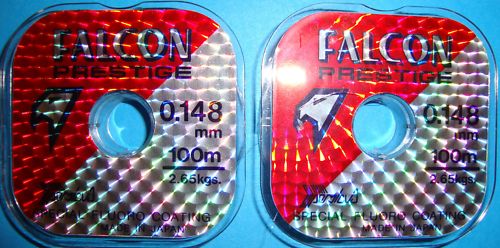 FALCON
PRESTIGE
0.148
mm
100m
2.65kgs.
SPECIAL FLUORO COATING
MADE IN JAPAN
FALCON
PRESTIGE
0.148
mm
100m
2.65kgs.
SPECIAL FLUORO COATING
MADE IN JAPAN